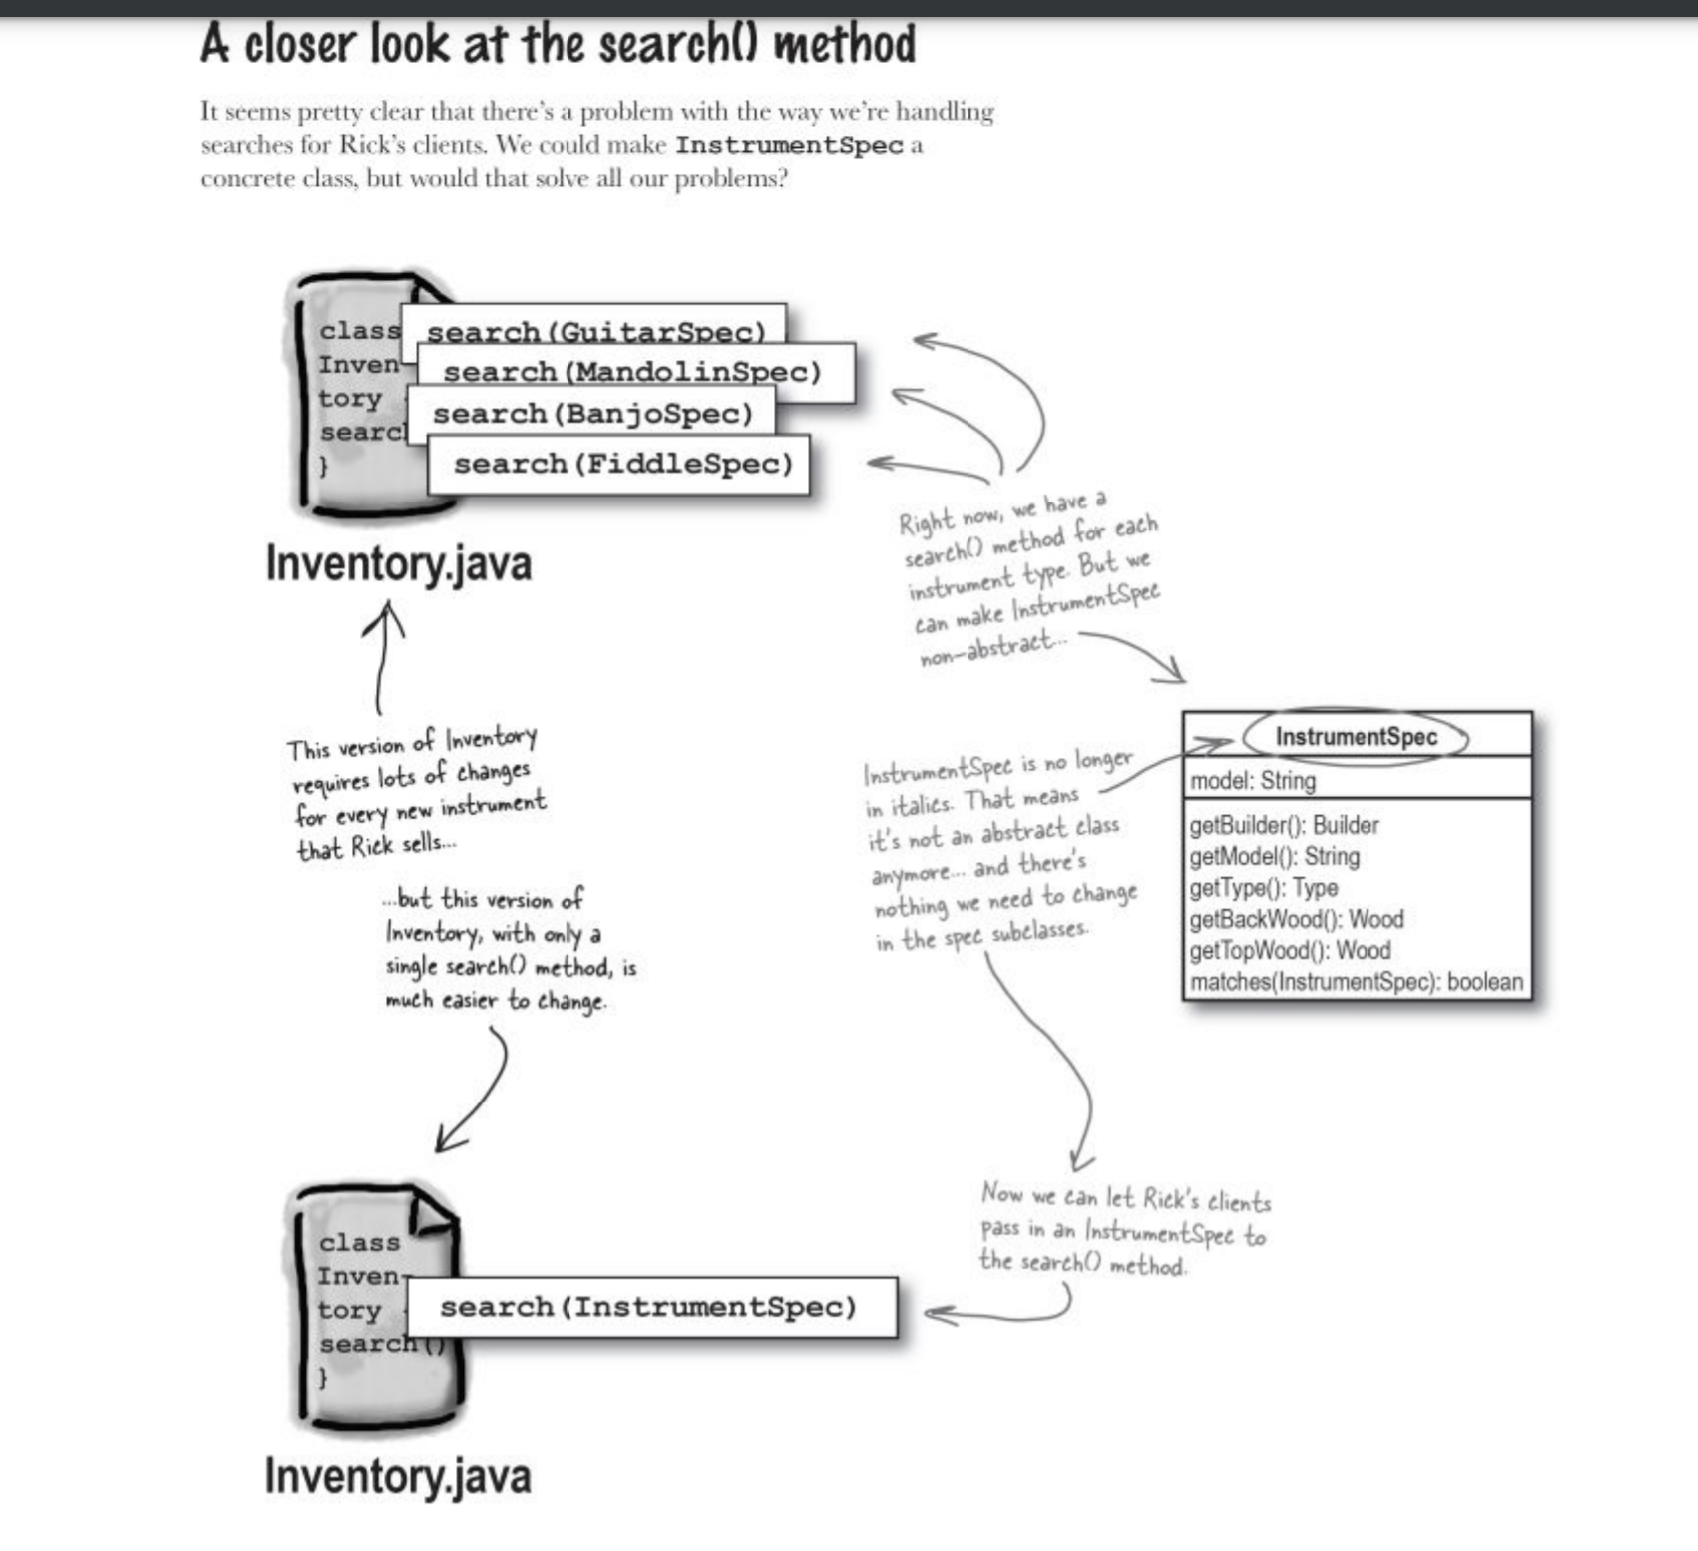 A closer look at the search() method
It seems pretty clear that there's a problem with the way we're handling
searches for Rick's clients. We could make InstrumentSpec a
concrete class, but would that solve all our problems?
class
Inven-
tory
search
}
search(GuitarSpec)
search(MandolinSpec)
search(BanjoSpec)
search(FiddleSpec)
Inventory.java
Right now, we have a
search() method for each
instrument type. But we
can make InstrumentSpec
non-abstract...
This version of Inventory
requires lots of changes
for every new instrument
that Rick sells...
...but this version of
Inventory, with only a
single search() method, is
much easier to change.
InstrumentSpec is no longer
in italics. That means
it's not an abstract class
anymore... and there's
nothing we need to change
in the spec subclasses.
InstrumentSpec
model: String
getBuilder(): Builder
getModel(): String
getType(): Type
getBackWood(): Wood
getTopWood(): Wood
matches(InstrumentSpec): boolean
Now we can let Rick's clients
pass in an InstrumentSpec to
the search() method.
class
Inven-
tory
search()
}
search(InstrumentSpec)
Inventory.java